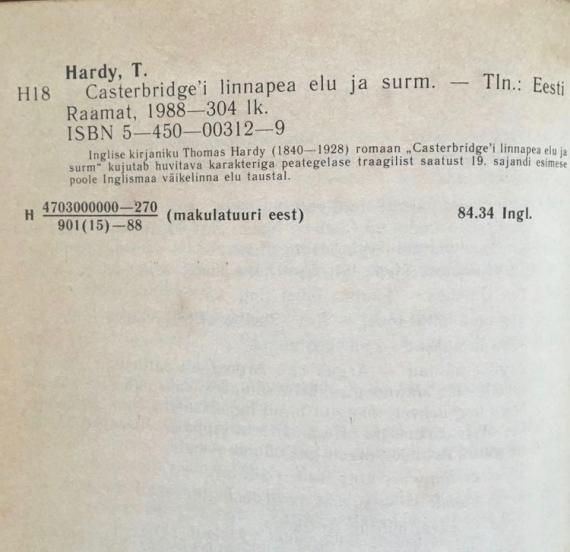 Hardy, T.
H18 Casterbridge'i linnapea elu ja surm. — Tln.: Eesti
Raamat, 1988—304 lk.
ISBN 5—450—00312—9
Inglise kirjaniku Thomas Hardy (1840—1928) romaan „Casterbridge'i linnapea elu ja
surm" kujutab huvitava karakteriga peategelase traagilist saatust 19. sajandi esimese
poole Inglismaa väikelinna elu taustal.
H 4703000000—270 (makulatuuri eest) 84.34 Ingl.
901(15)—88